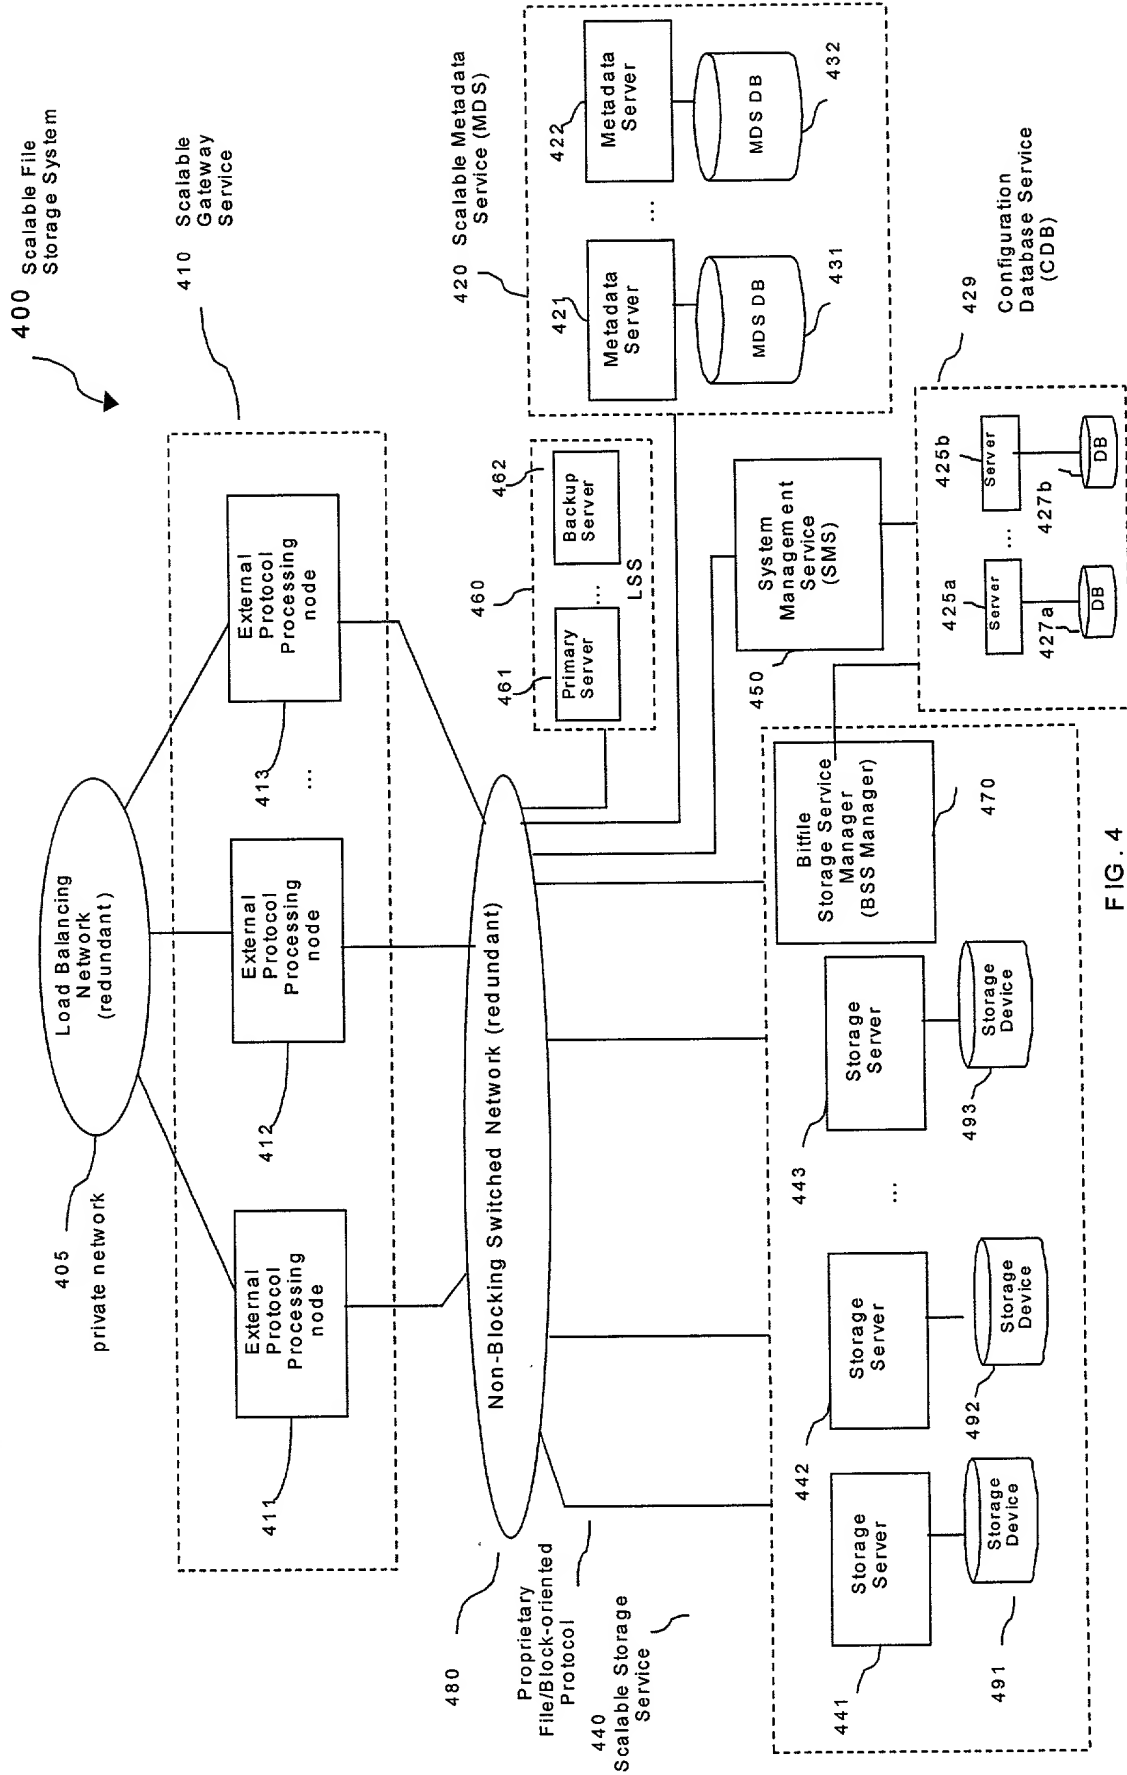 400 Scalable File
Storage System
410 Scalable
Gateway
Service
Load Balancing
Network
(redundant)
405
private network
External
Protocol
Processing
node
411
External
Protocol
Processing
node
412
External
Protocol
Processing
node
413
...
Non-Blocking Switched Network (redundant)
480
Proprietary
File/Block-oriented
Protocol
440
Scalable Storage
Service
460
461
Primary
Server
...
462
Backup
Server
LSS
420 Scalable Metadata
Service (MDS)
421
Metadata
Server
MDS DB
431
...
422
Metadata
Server
MDS DB
432
System
Management
Service
(SMS)
450
429
Configuration
Database Service
(CDB)
425a
Server
427a
DB
...
425b
Server
427b
DB
Storage
Server
441
Storage
Device
491
Storage
Server
442
Storage
Device
492
...
Storage
Server
443
Storage
Device
493
Bitfile
Storage Service
Manager
(BSS Manager)
470
FIG. 4